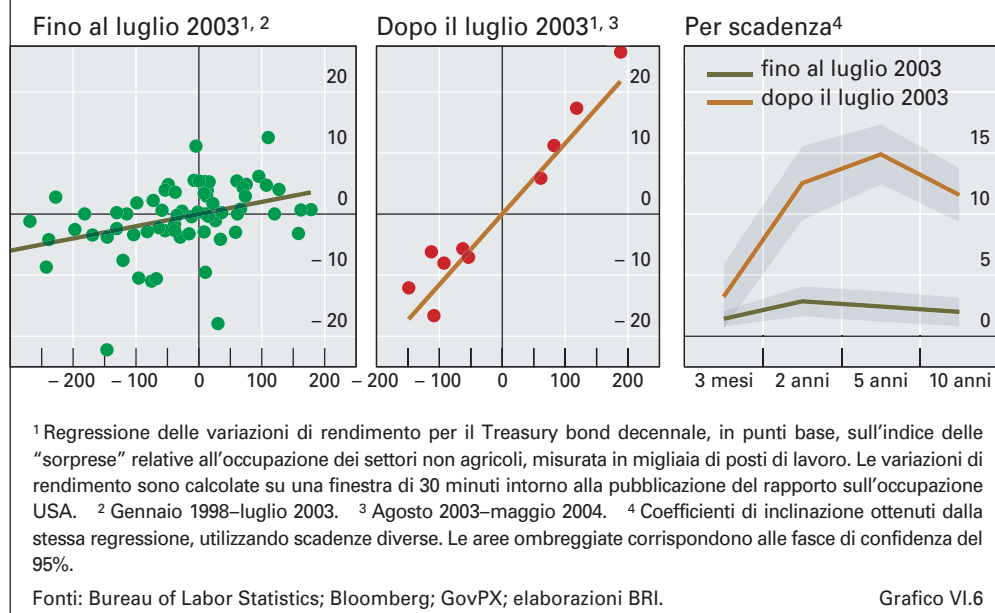 Fino al luglio 2003¹, ²
Dopo il luglio 2003¹, ³
Per scadenza⁴
20
10
0
– 10
– 20
– 200
– 100
0
100
200
20
10
0
– 10
– 20
– 200
– 100
0
100
200
fino al luglio 2003
dopo il luglio 2003
15
10
5
0
3 mesi
2 anni
5 anni
10 anni
¹ Regressione delle variazioni di rendimento per il Treasury bond decennale, in punti base, sull’indice delle
“sorprese” relative all’occupazione dei settori non agricoli, misurata in migliaia di posti di lavoro. Le variazioni di
rendimento sono calcolate su una finestra di 30 minuti intorno alla pubblicazione del rapporto sull’occupazione
USA. ² Gennaio 1998–luglio 2003. ³ Agosto 2003–maggio 2004. ⁴ Coefficienti di inclinazione ottenuti dalla
stessa regressione, utilizzando scadenze diverse. Le aree ombreggiate corrispondono alle fasce di confidenza del
95%.
Fonti: Bureau of Labor Statistics; Bloomberg; GovPX; elaborazioni BRI.
Grafico VI.6